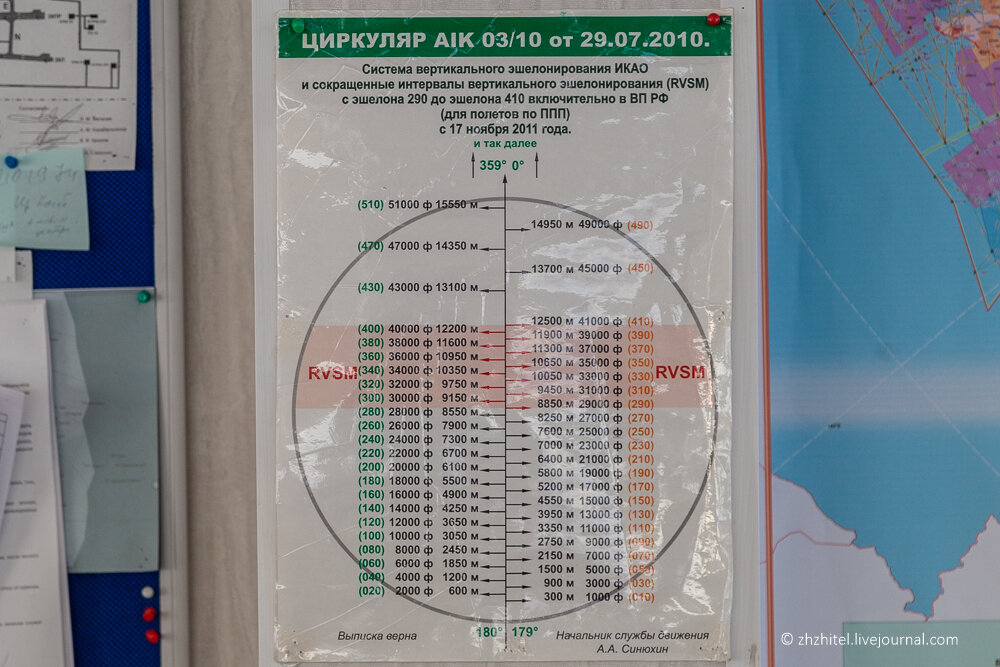 ЦИРКУЛЯР AIK 03/10 от 29.07.2010.
Система вертикального эшелонирования ИКАО
и сокращенные интервалы вертикального эшелонирования (RVSM)
с эшелона 290 до эшелона 410 включительно в ВП РФ
(для полетов по ППП)
с 17 ноября 2011 года.
и так далее
359° 0°
(510) 51000 ф 15550 м
14950 м 49000 ф (490)
(470) 47000 ф 14350 м
13700 м 45000 ф (450)
(430) 43000 ф 13100 м
12500 м 41000 ф (410)
(400) 40000 ф 12200 м
11900 м 39000 ф (390)
(380) 38000 ф 11600 м
11300 м 37000 ф (370)
(360) 36000 ф 10950 м
10650 м 35000 ф (350)
RVSM (340) 34000 ф 10350 м
10050 м 33000 ф (330) RVSM
(320) 32000 ф 9750 м
9450 м 31000 ф (310)
(300) 30000 ф 9150 м
8850 м 29000 ф (290)
(280) 28000 ф 8550 м
8250 м 27000 ф (270)
(260) 26000 ф 7900 м
7600 м 25000 ф (250)
(240) 24000 ф 7300 м
7000 м 23000 ф (230)
(220) 22000 ф 6700 м
6400 м 21000 ф (210)
(200) 20000 ф 6100 м
5800 м 19000 ф (190)
(180) 18000 ф 5500 м
5200 м 17000 ф (170)
(160) 16000 ф 4900 м
4550 м 15000 ф (150)
(140) 14000 ф 4250 м
3950 м 13000 ф (130)
(120) 12000 ф 3650 м
3350 м 11000 ф (110)
(100) 10000 ф 3050 м
2750 м 9000 ф (090)
(080) 8000 ф 2450 м
2150 м 7000 ф (070)
(060) 6000 ф 1850 м
1500 м 5000 ф (050)
(040) 4000 ф 1200 м
900 м 3000 ф (030)
(020) 2000 ф 600 м
300 м 1000 ф (010)
180° 179°
Выписка верна
Начальник службы движения
А.А. Синюхин
© zhzhitel.livejournal.com